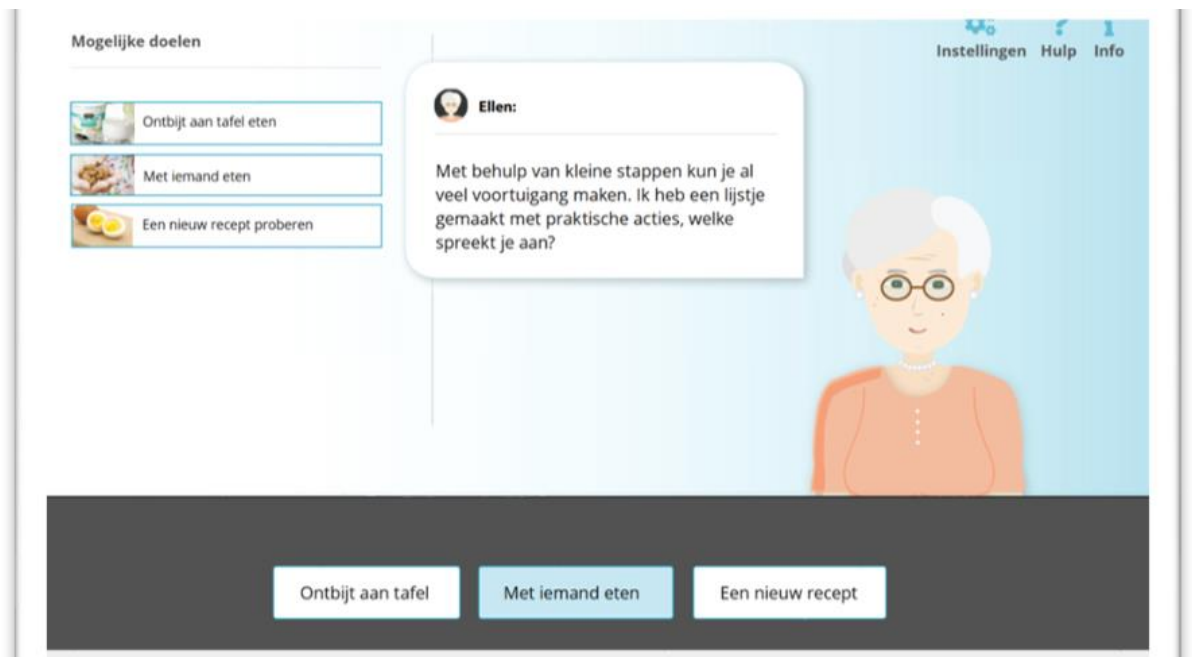 Mogelijke doelen
Instellingen Hulp Info
Ontbijt aan tafel eten
Met iemand eten
Een nieuw recept proberen
Ellen:
Met behulp van kleine stappen kun je al
veel voortuigang maken. Ik heb een lijstje
gemaakt met praktische acties, welke
spreekt je aan?
Ontbijt aan tafel
Met iemand eten
Een nieuw recept